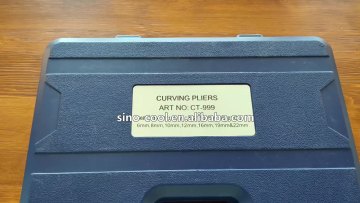 CURVING PLIERS
ART NO: CT-999
sino-cool.en.alibaba.com
6mm,8mm,10mm,12mm,16mm,19mm&22mm